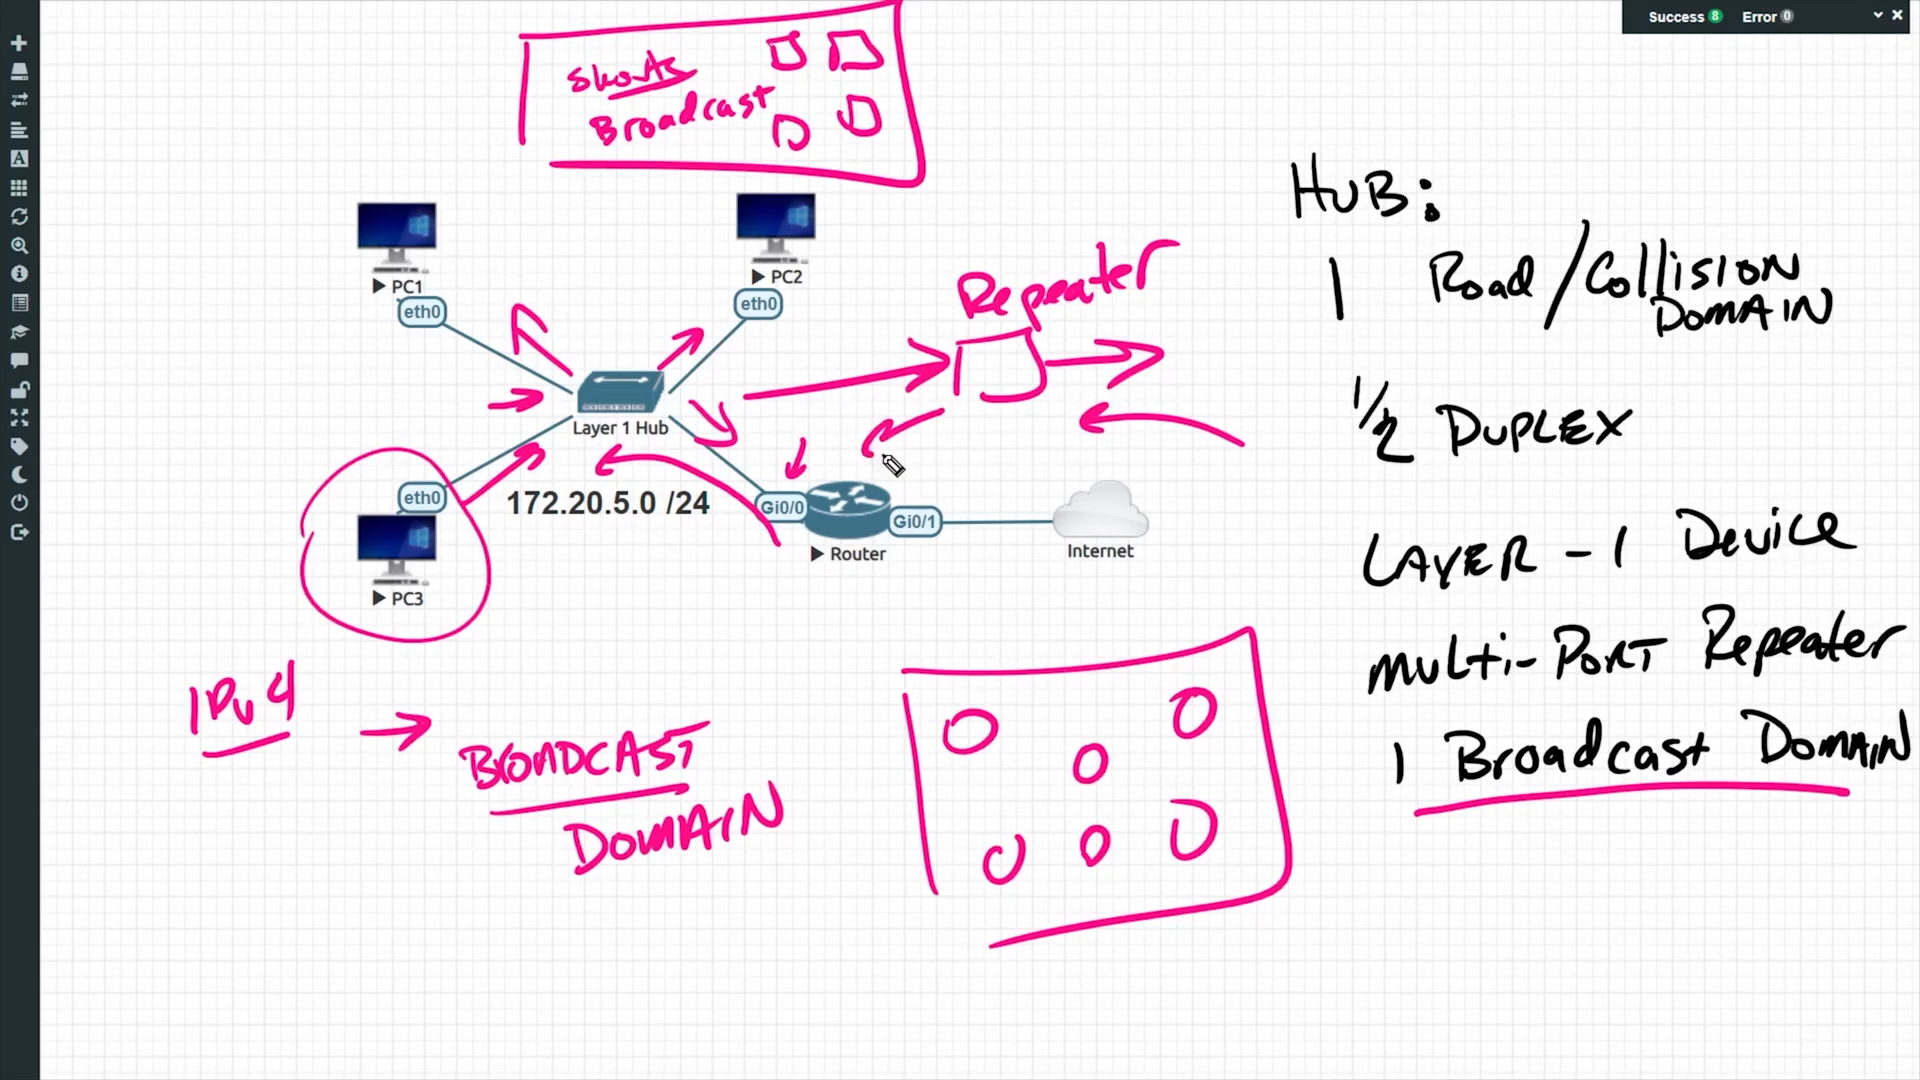 Success 8 Error 0
Shouts
Broadcast
PC1
PC2
eth0
eth0
Repeater
Layer 1 Hub
eth0
172.20.5.0 /24
Gi0/0
Gi0/1
Router
Internet
PC3
IPv4
BROADCAST
DOMAIN
HUB:
1 Road/Collision
DOMAIN
1/2 DUPLEX
LAYER-1 Device
Multi-Port Repeater
1 Broadcast Domain